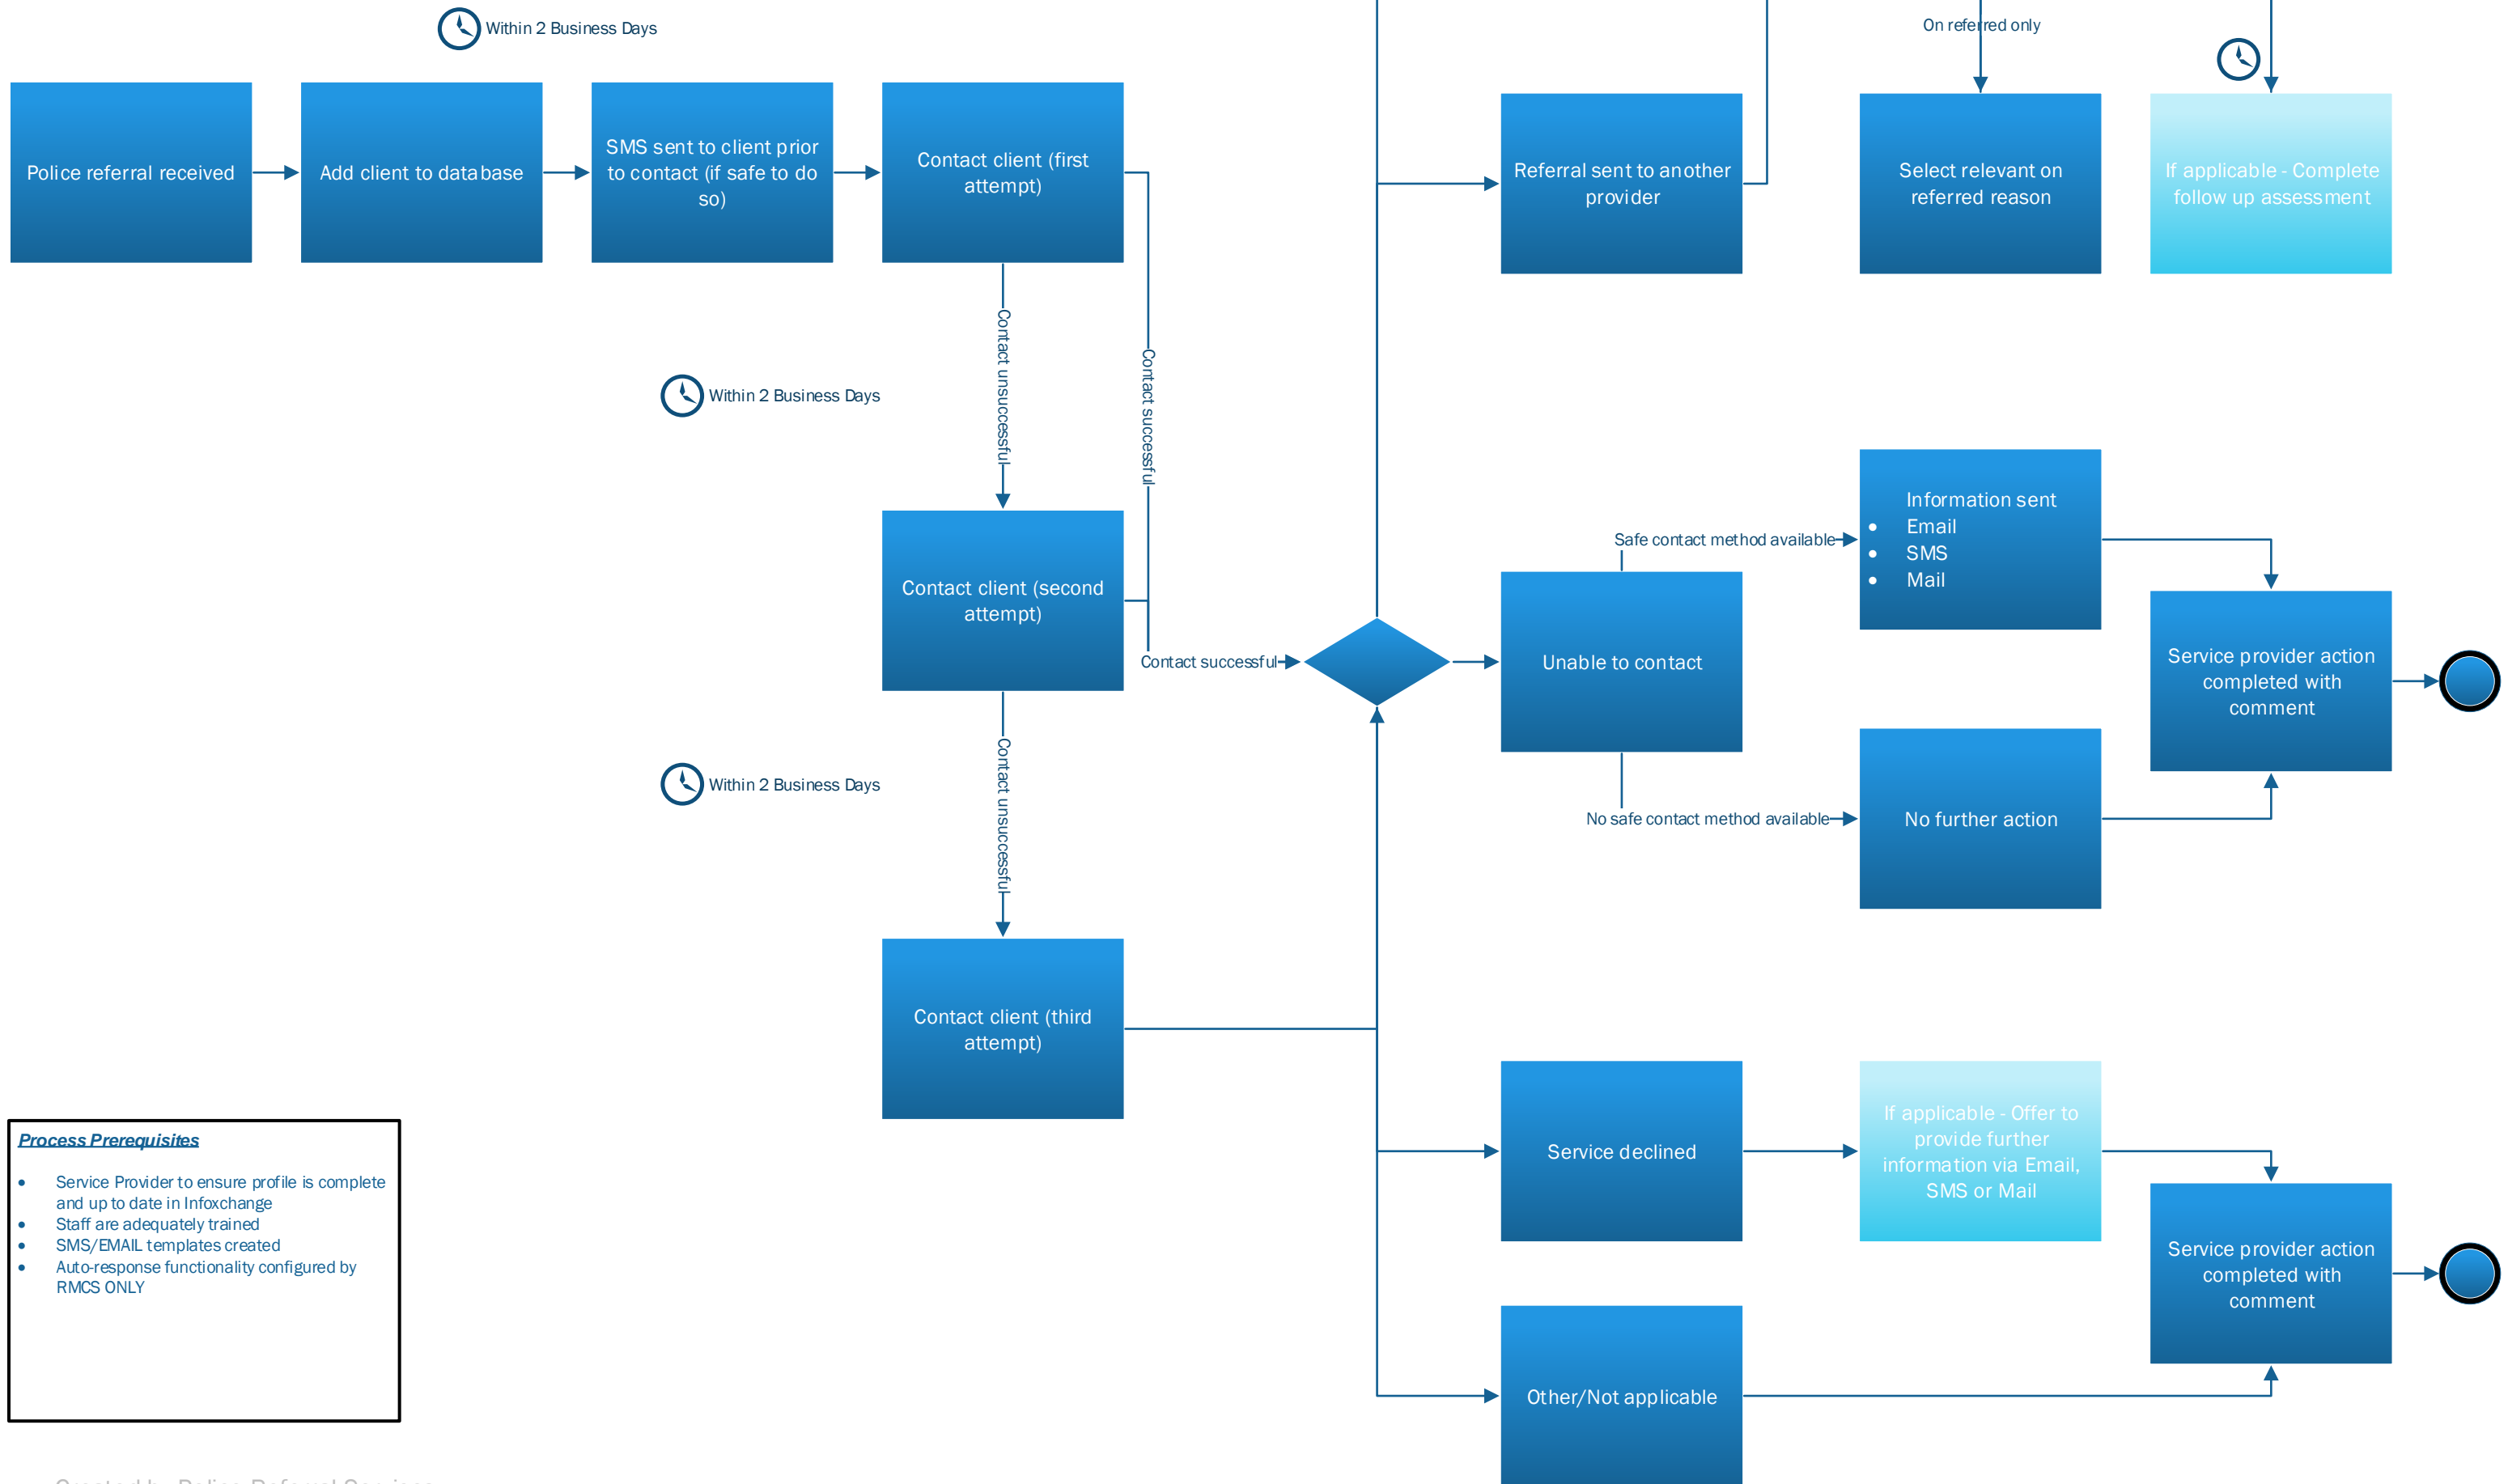 Within 2 Business Days
On referred only
Police referral received
Add client to database
SMS sent to client prior
to contact (if safe to do
so)
Contact client (first
attempt)
Referral sent to another
provider
Select relevant on
referred reason
If applicable - Complete
follow up assessment
Contact unsuccessful
Contact successful
Within 2 Business Days
Contact client (second
attempt)
Contact successful
Safe contact method available
Information sent
• Email
• SMS
• Mail
Unable to contact
Service provider action
completed with
comment
No safe contact method available
No further action
Contact unsuccessful
Within 2 Business Days
Contact client (third
attempt)
Service declined
If applicable - Offer to
provide further
information via Email,
SMS or Mail
Service provider action
completed with
comment
Other/Not applicable
Process Prerequisites
• Service Provider to ensure profile is complete
and up to date in Infoxchange
• Staff are adequately trained
• SMS/EMAIL templates created
• Auto-response functionality configured by
RMCS ONLY
Created by Police Referral Services